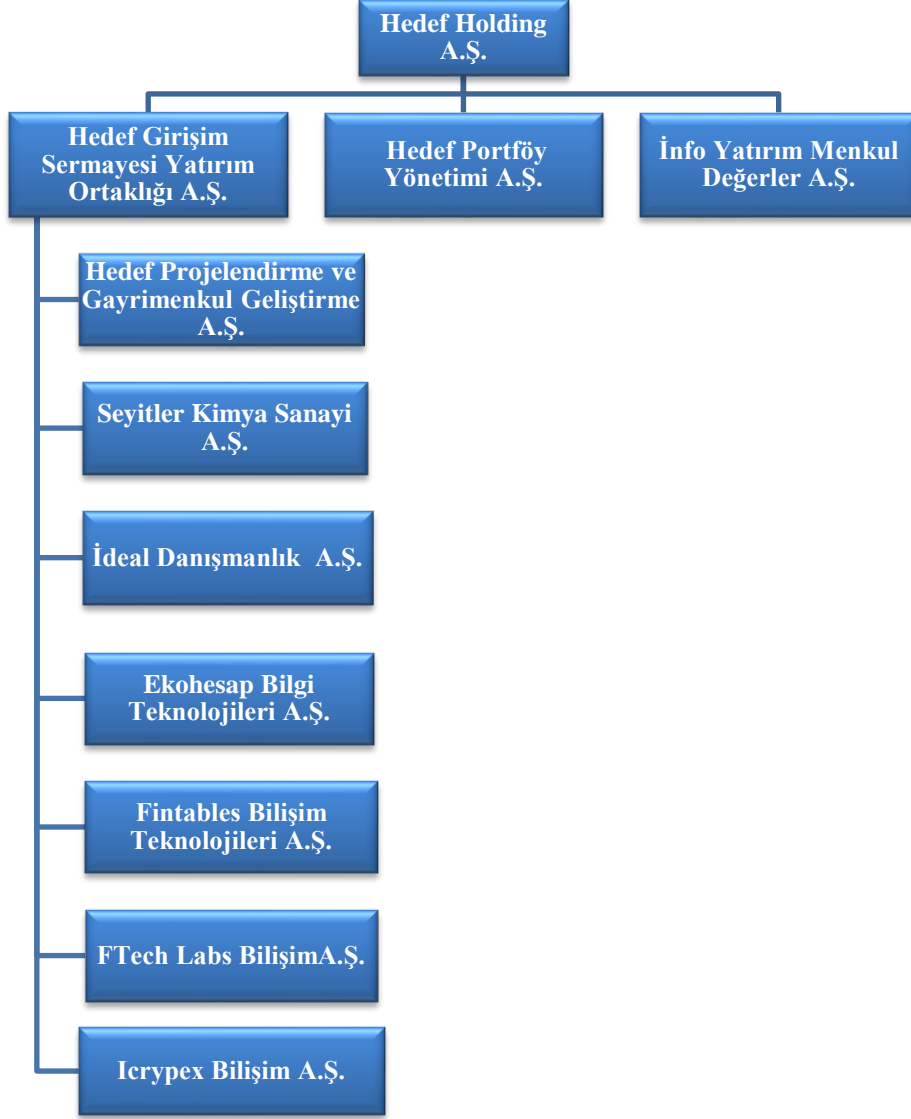 Hedef Holding
A.Ş.
Hedef Girişim
Sermayesi Yatırım
Ortaklığı A.Ş.
Hedef Portföy
Yönetimi A.Ş.
İnfo Yatırım Menkul
Değerler A.Ş.
Hedef Projelendirme ve
Gayrimenkul Geliştirme
A.Ş.
Seyitler Kimya Sanayi
A.Ş.
İdeal Danışmanlık A.Ş.
Ekohesap Bilgi
Teknolojileri A.Ş.
Fintables Bilişim
Teknolojileri A.Ş.
FTech Labs BilişimA.Ş.
Icrypex Bilişim A.Ş.